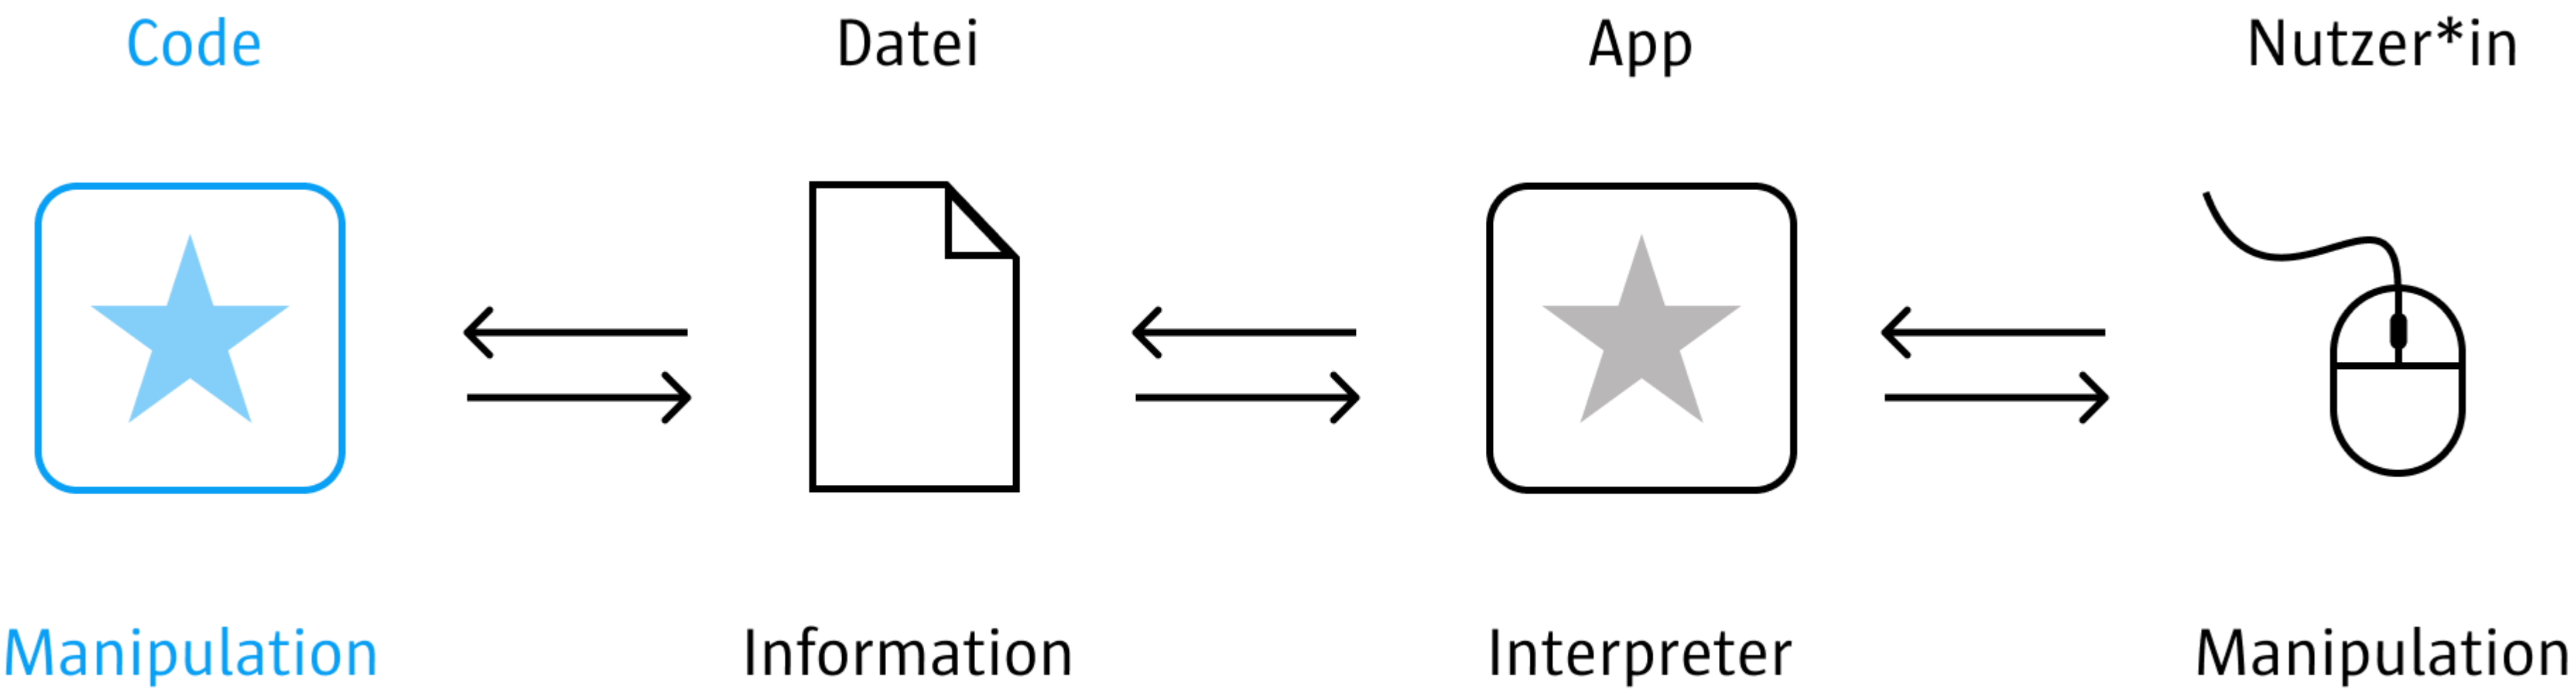 Code
Datei
App
Nutzer*in
Manipulation
Information
Interpreter
Manipulation